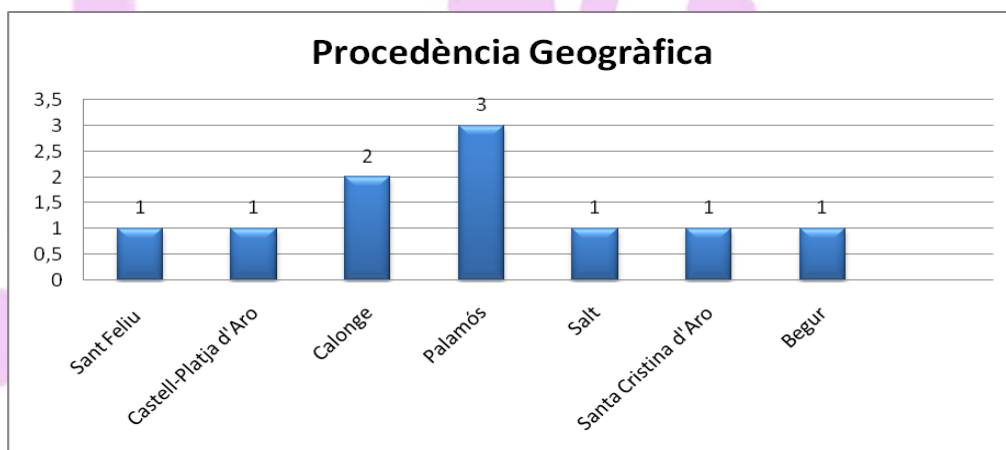 Procedència Geogràfica
3,5
3
2,5
2
1,5
1
0,5
0
1
1
2
3
1
1
1
Sant Feliu
Castell-Platja d'Aro
Calonge
Palamós
Salt
Santa Cristina d'Aro
Begur